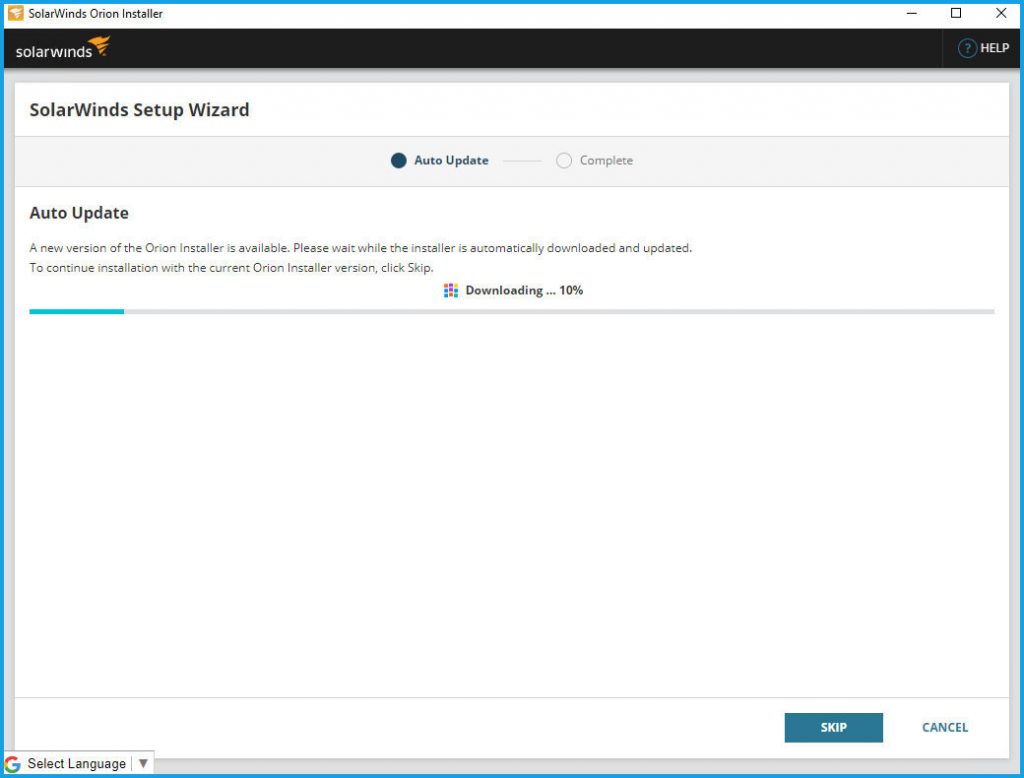 SolarWinds Orion Installer
solarwinds
? HELP
SolarWinds Setup Wizard
Auto Update
Complete
Auto Update
A new version of the Orion Installer is available. Please wait while the installer is automatically downloaded and updated.
To continue installation with the current Orion Installer version, click Skip.
Downloading ... 10%
SKIP
CANCEL
G Select Language ▼